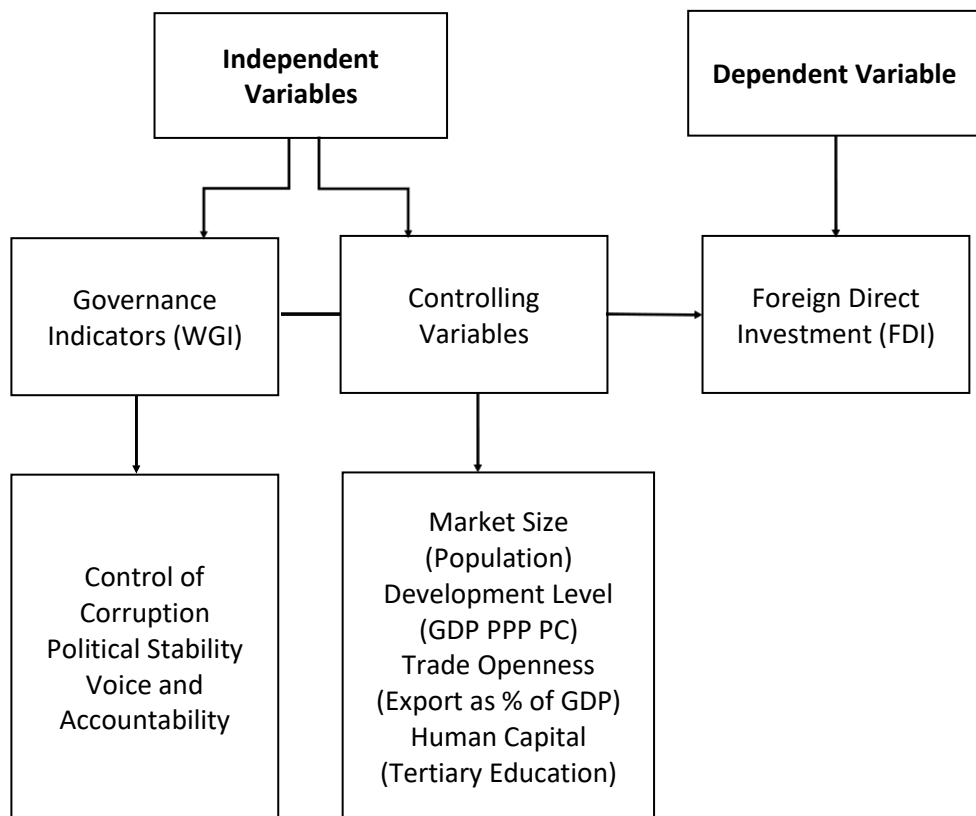 Independent
Variables
Dependent Variable
Governance
Indicators (WGI)
Controlling
Variables
Foreign Direct
Investment (FDI)
Control of
Corruption
Political Stability
Voice and
Accountability
Market Size
(Population)
Development Level
(GDP PPP PC)
Trade Openness
(Export as % of GDP)
Human Capital
(Tertiary Education)